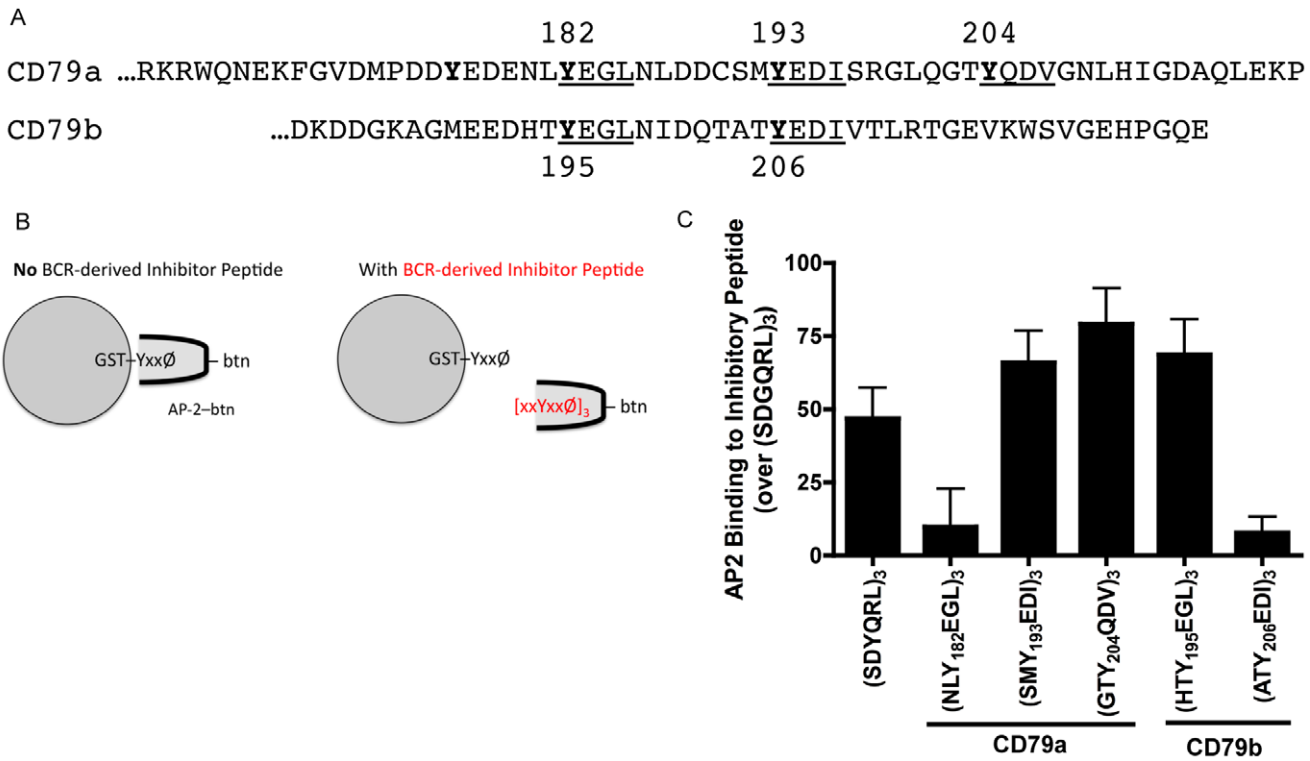 A
182 193 204
CD79a …RKRWQNEKFGVDMPDDYEDENLYEGLNLDDCSMYEDISRGLQGTYQDVGNLHIGDAQLEKP
CD79b …DKDDGKAGMEEDHTYEGLNIDQTATYEDIVTLRTGEVKWSVGEHPGQE
195 206
B
No BCR-derived Inhibitor Peptide
GST–YxxØ – btn
AP-2–btn
With BCR-derived Inhibitor Peptide
GST–YxxØ
[xxYxxØ]3 – btn
C
AP2 Binding to Inhibitory Peptide
(over (SDGQRL)3)
100
75
50
25
0
(SDYQRL)3
(NLY182EGL)3
(SMY193EDI)3
(GTY204QDV)3
(HTY195EGL)3
(ATY206EDI)3
CD79a
CD79b